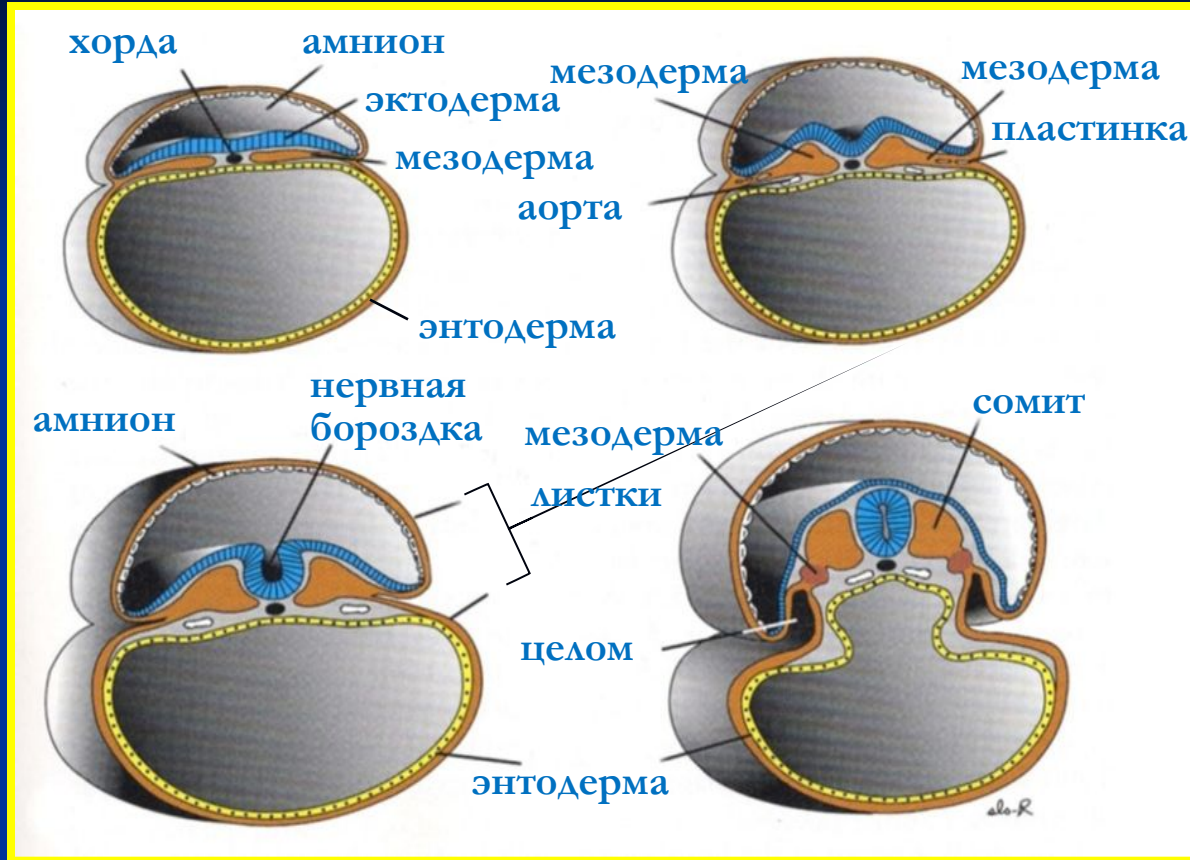 хорда
амнион
эктодерма
мезодерма
энтодерма
мезодерма
мезодерма
пластинка
аорта
амнион
нервная
бороздка
мезодерма
листки
сомит
целом
энтодерма